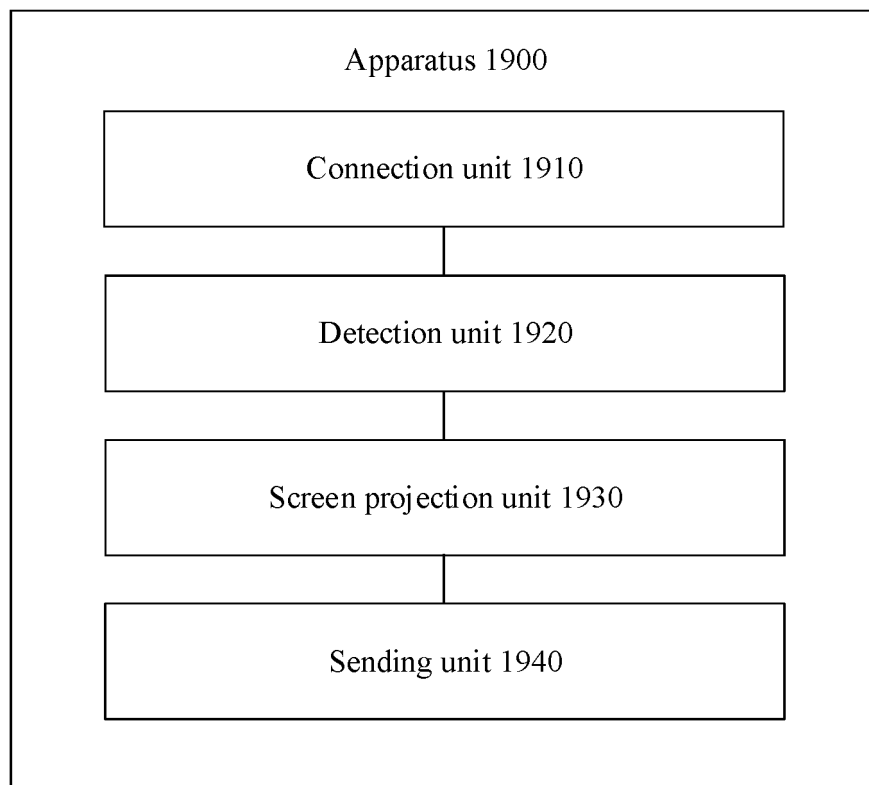 Apparatus 1900
Connection unit 1910
Detection unit 1920
Screen projection unit 1930
Sending unit 1940